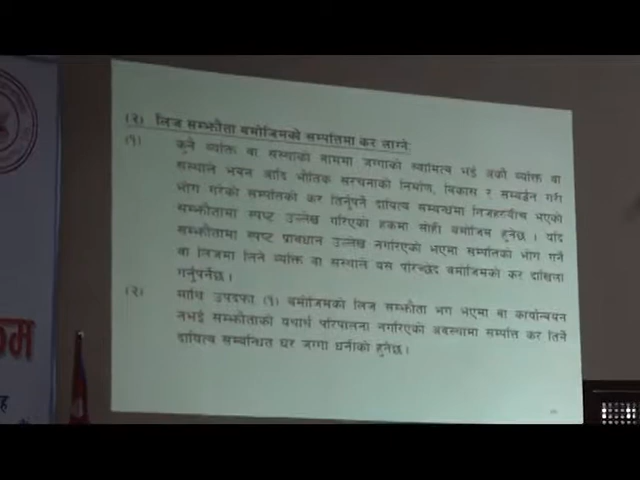 (२) लिज सम्झौता बमोजिमको सम्पत्तिमा कर लाग्नेः
(१) कुनै व्यक्ति वा संस्थाको नाममा जग्गाको स्वामित्व भई अर्को व्यक्ति वा
संस्थाले भवन आदि भौतिक संरचनाको निर्माण, विकास र सम्बर्द्धन गरी
भोग गरेको सम्पत्तिको कर तिर्नुपर्ने दायित्व सम्बन्धमा निजहरुबीच भएको
सम्झौतामा स्पष्ट उल्लेख गरिएको हकमा सोही बमोजिम हुनेछ । यदि
सम्झौतामा स्पष्ट प्रावधान उल्लेख नगरिएको भएमा सम्पत्तिको भोग गर्ने
वा लिजमा लिने व्यक्ति वा संस्थाले यस परिच्छेद बमोजिमको कर दाखिला
गर्नुपर्नेछ ।
(२) माथि उपदफा (१) बमोजिमको लिज सम्झौता भंग भएमा वा कार्यान्वयन
नभई सम्झौताको यथार्थ परिपालना नगरिएको अवस्थामा सम्पत्ति कर तिर्ने
दायित्व सम्बन्धित घर जग्गा धनीको हुनेछ ।